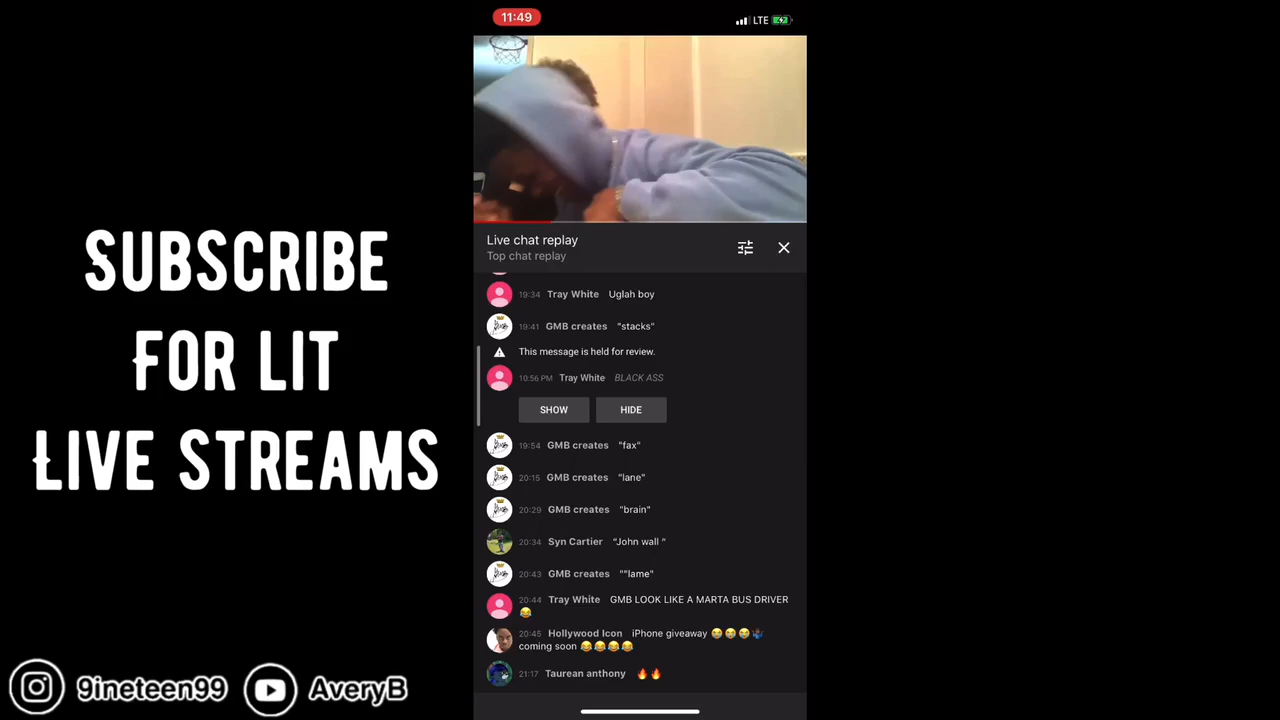 11:49
LTE
SUBSCRIBE
FOR LIT
LIVE STREAMS
Live chat replay
Top chat replay
19:34 Tray White Uglah boy
19:41 GMB creates "stacks"
This message is held for review.
10:56 PM Tray White BLACK ASS
SHOW HIDE
19:54 GMB creates "fax"
20:15 GMB creates "lane"
20:29 GMB creates "brain"
20:34 Syn Cartier "John wall "
20:43 GMB creates ""lame"
20:44 Tray White GMB LOOK LIKE A MARTA BUS DRIVER
😂
20:45 Hollywood Icon iPhone giveaway 😭😭😭🤷🏿‍♂️
coming soon 😂😂😂😂
21:17 Taurean anthony 🔥🔥
9ineteen99 AveryB